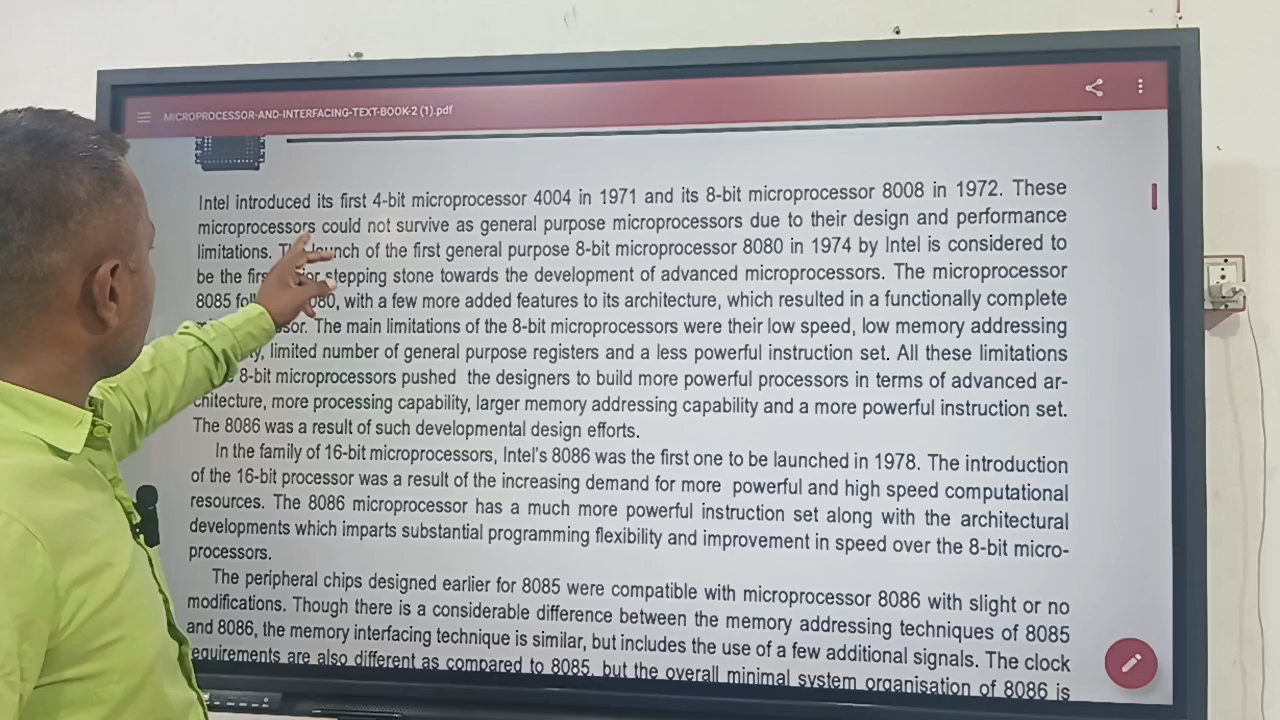 MICROPROCESSOR-AND-INTERFACING-TEXT-BOOK-2 (1).pdf
Intel introduced its first 4-bit microprocessor 4004 in 1971 and its 8-bit microprocessor 8008 in 1972. These
microprocessors could not survive as general purpose microprocessors due to their design and performance
limitations. launch of the first general purpose 8-bit microprocessor 8080 in 1974 by Intel is considered to
be the stepping stone towards the development of advanced microprocessors. The microprocessor
8085 with a few more added features to its architecture, which resulted in a functionally complete
The main limitations of the 8-bit microprocessors were their low speed, low memory addressing
limited number of general purpose registers and a less powerful instruction set. All these limitations
8-bit microprocessors pushed the designers to build more powerful processors in terms of advanced ar-
chitecture, more processing capability, larger memory addressing capability and a more powerful instruction set.
The 8086 was a result of such developmental design efforts.
In the family of 16-bit microprocessors, Intel's 8086 was the first one to be launched in 1978. The introduction
of the 16-bit processor was a result of the increasing demand for more powerful and high speed computational
resources. The 8086 microprocessor has a much more powerful instruction set along with the architectural
developments which imparts substantial programming flexibility and improvement in speed over the 8-bit micro-
processors.
The peripheral chips designed earlier for 8085 were compatible with microprocessor 8086 with slight or no
modifications. Though there is a considerable difference between the memory addressing techniques of 8085
and 8086, the memory interfacing technique is similar, but includes the use of a few additional signals. The clock
equirements are also different as compared to 8085, but the overall minimal system organisation of 8086 is